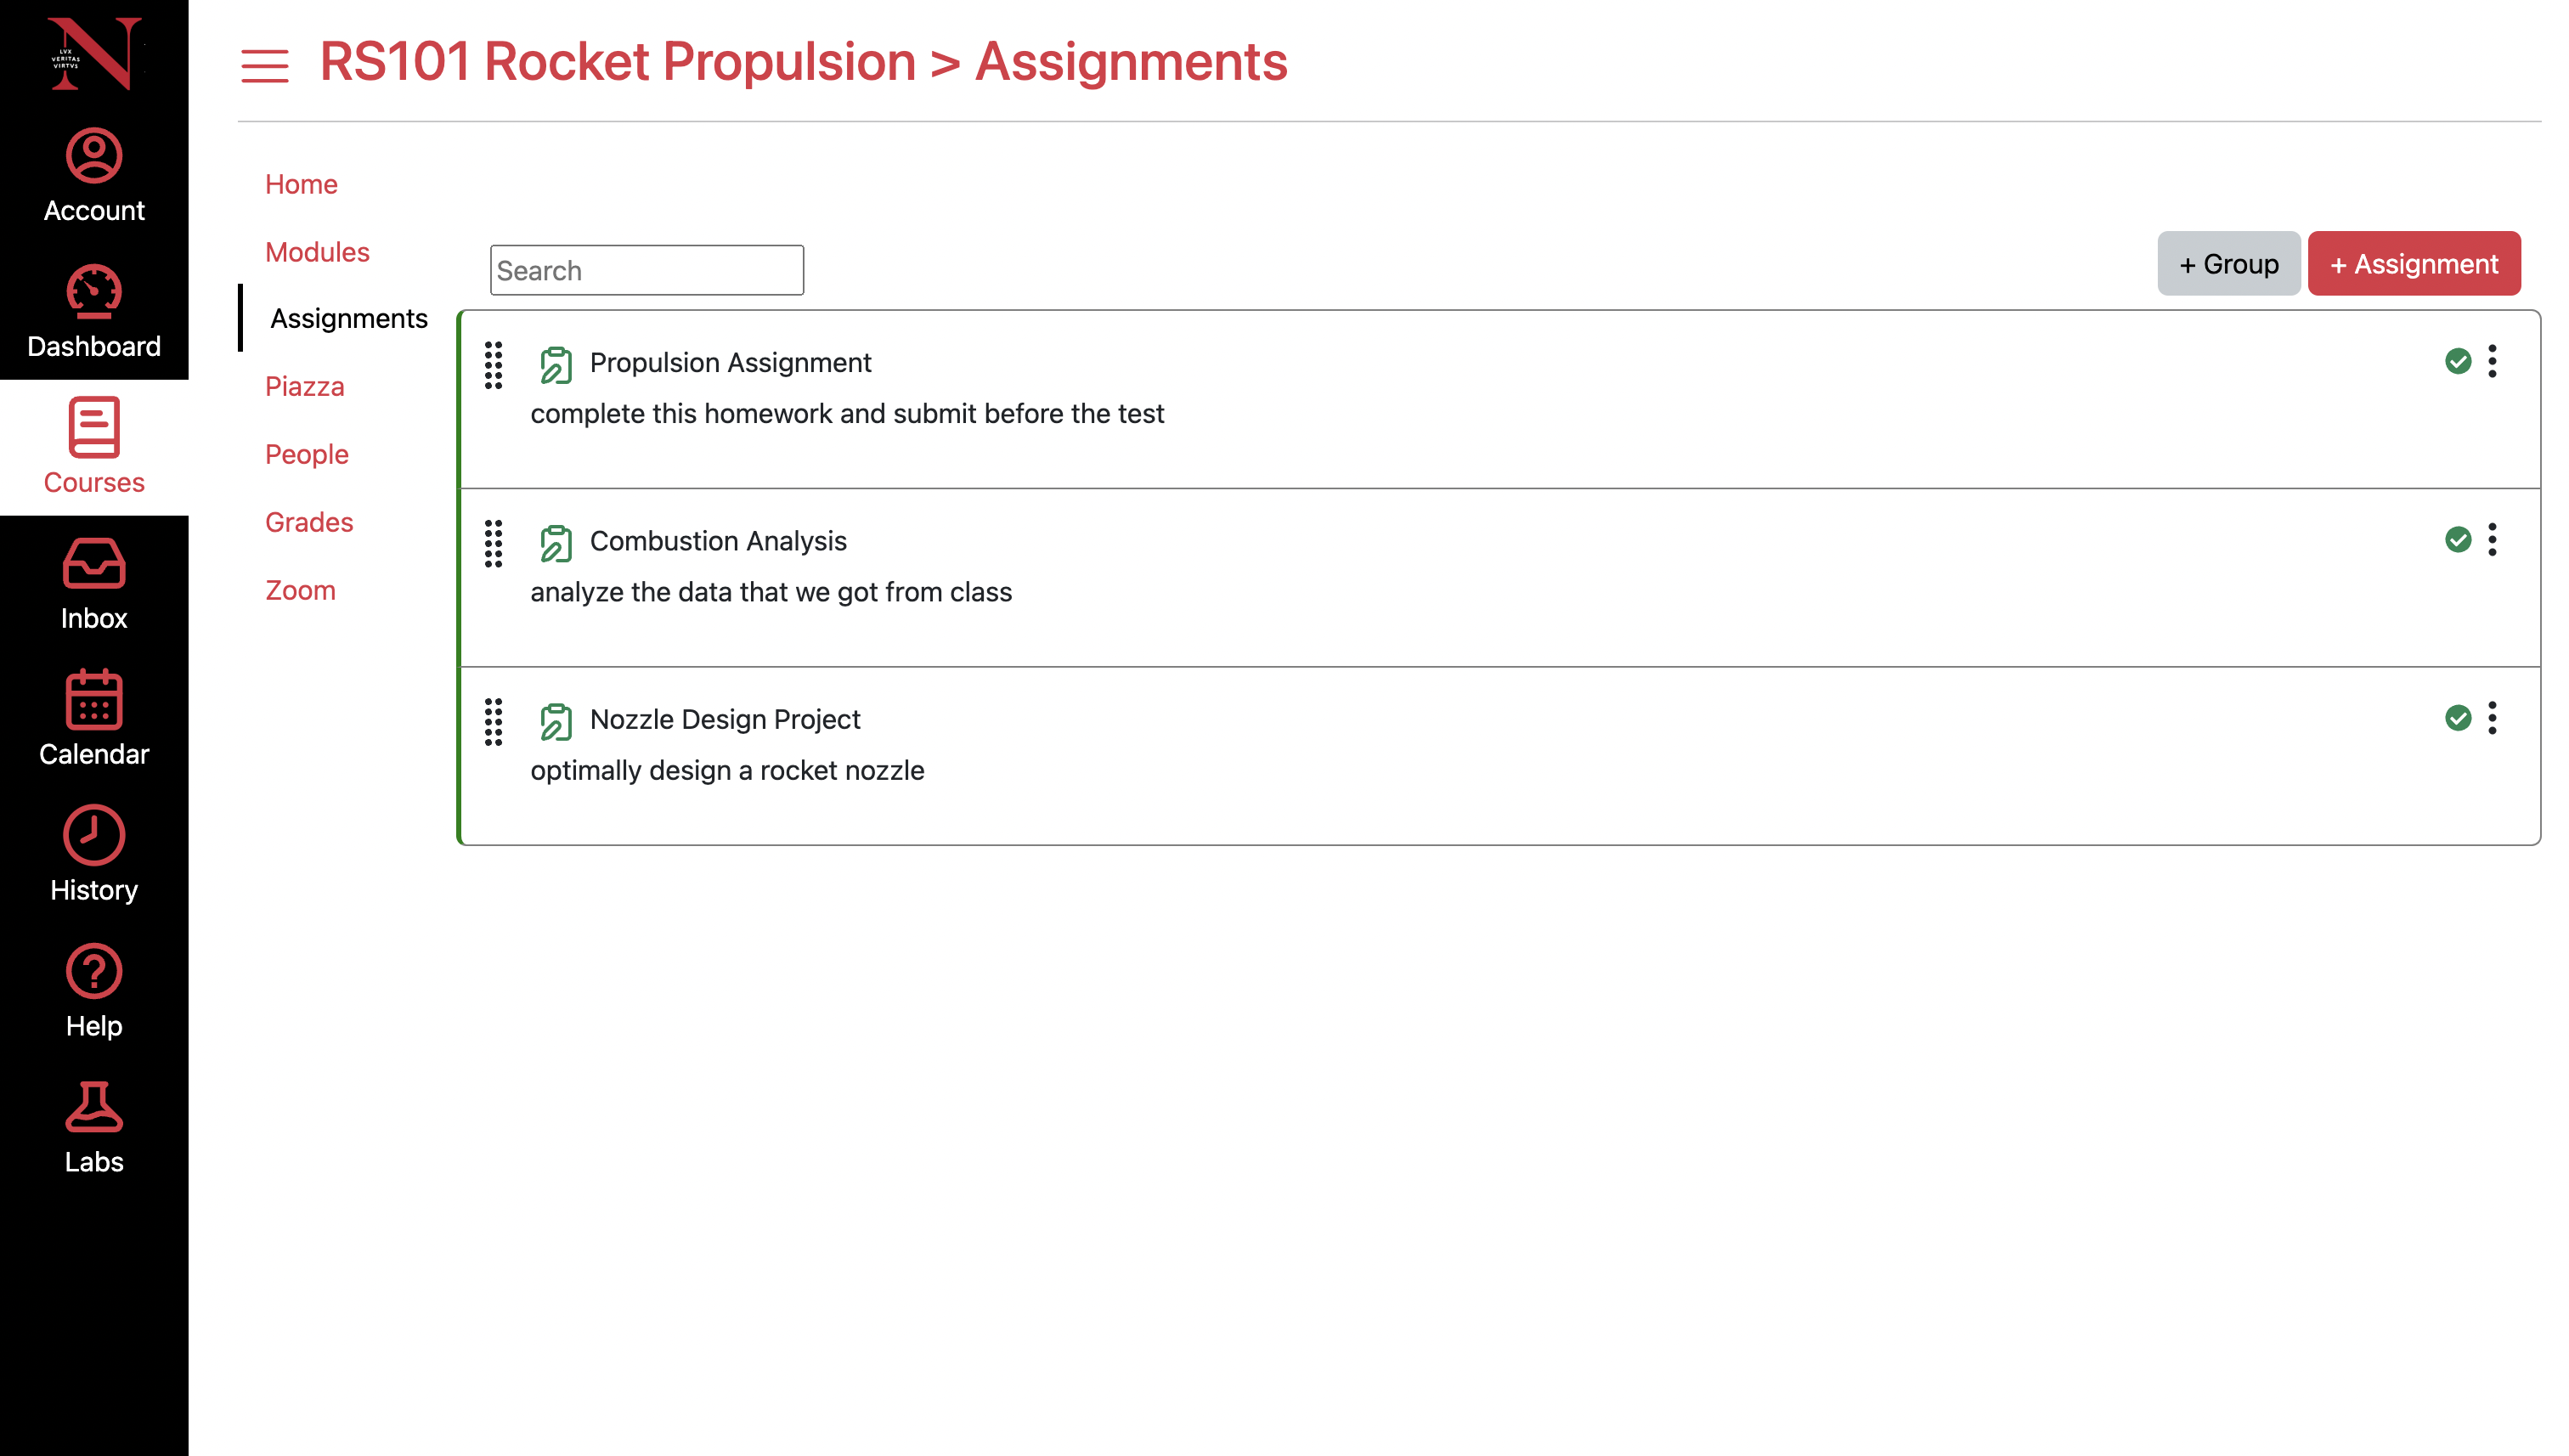 LVX
VERITAS
VIRTVS
Account
Dashboard
Courses
Inbox
Calendar
History
Help
Labs
RS101 Rocket Propulsion > Assignments
Home
Modules
Assignments
Piazza
People
Grades
Zoom
Search
+ Group
+ Assignment
Propulsion Assignment
complete this homework and submit before the test
Combustion Analysis
analyze the data that we got from class
Nozzle Design Project
optimally design a rocket nozzle